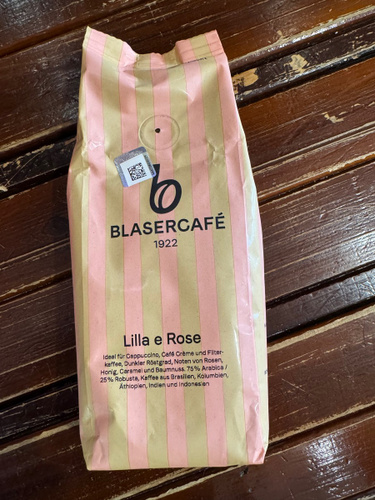 b
BLASERCAFÉ
1922
Lilla e Rose
Ideal für Cappuccino, Café Crème und Filter-
kaffee, Dunkler Röstgrad, Noten von Rosen,
Honig, Caramel und Baumnuss. 75% Arabica /
25% Robusta, Kaffee aus Brasilien, Kolumbien,
Äthiopien, Indien und Indonesien